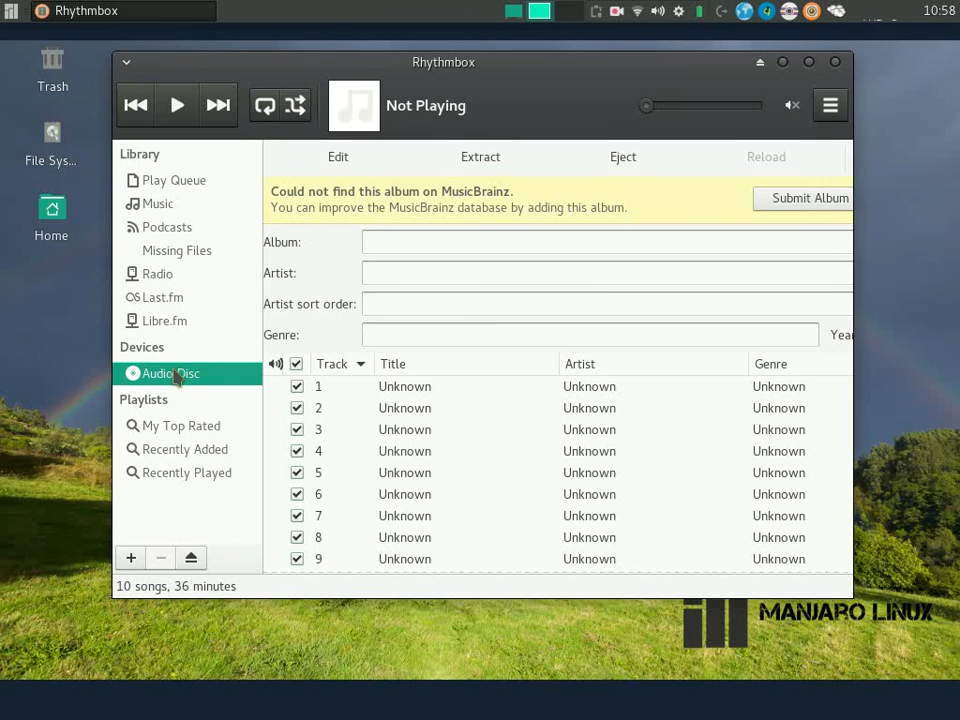 Rhythmbox
10:58
Trash
File Sys...
Home
Rhythmbox
Not Playing
Library
Play Queue
Music
Podcasts
Missing Files
Radio
Last.fm
Libre.fm
Devices
Audio Disc
Playlists
My Top Rated
Recently Added
Recently Played
Edit Extract Eject Reload
Could not find this album on MusicBrainz.
You can improve the MusicBrainz database by adding this album.
Submit Album
Album:
Artist:
Artist sort order:
Genre: Year
Track Title Artist Genre
1 Unknown Unknown Unknown
2 Unknown Unknown Unknown
3 Unknown Unknown Unknown
4 Unknown Unknown Unknown
5 Unknown Unknown Unknown
6 Unknown Unknown Unknown
7 Unknown Unknown Unknown
8 Unknown Unknown Unknown
9 Unknown Unknown Unknown
10 songs, 36 minutes
MANJARO LINUX